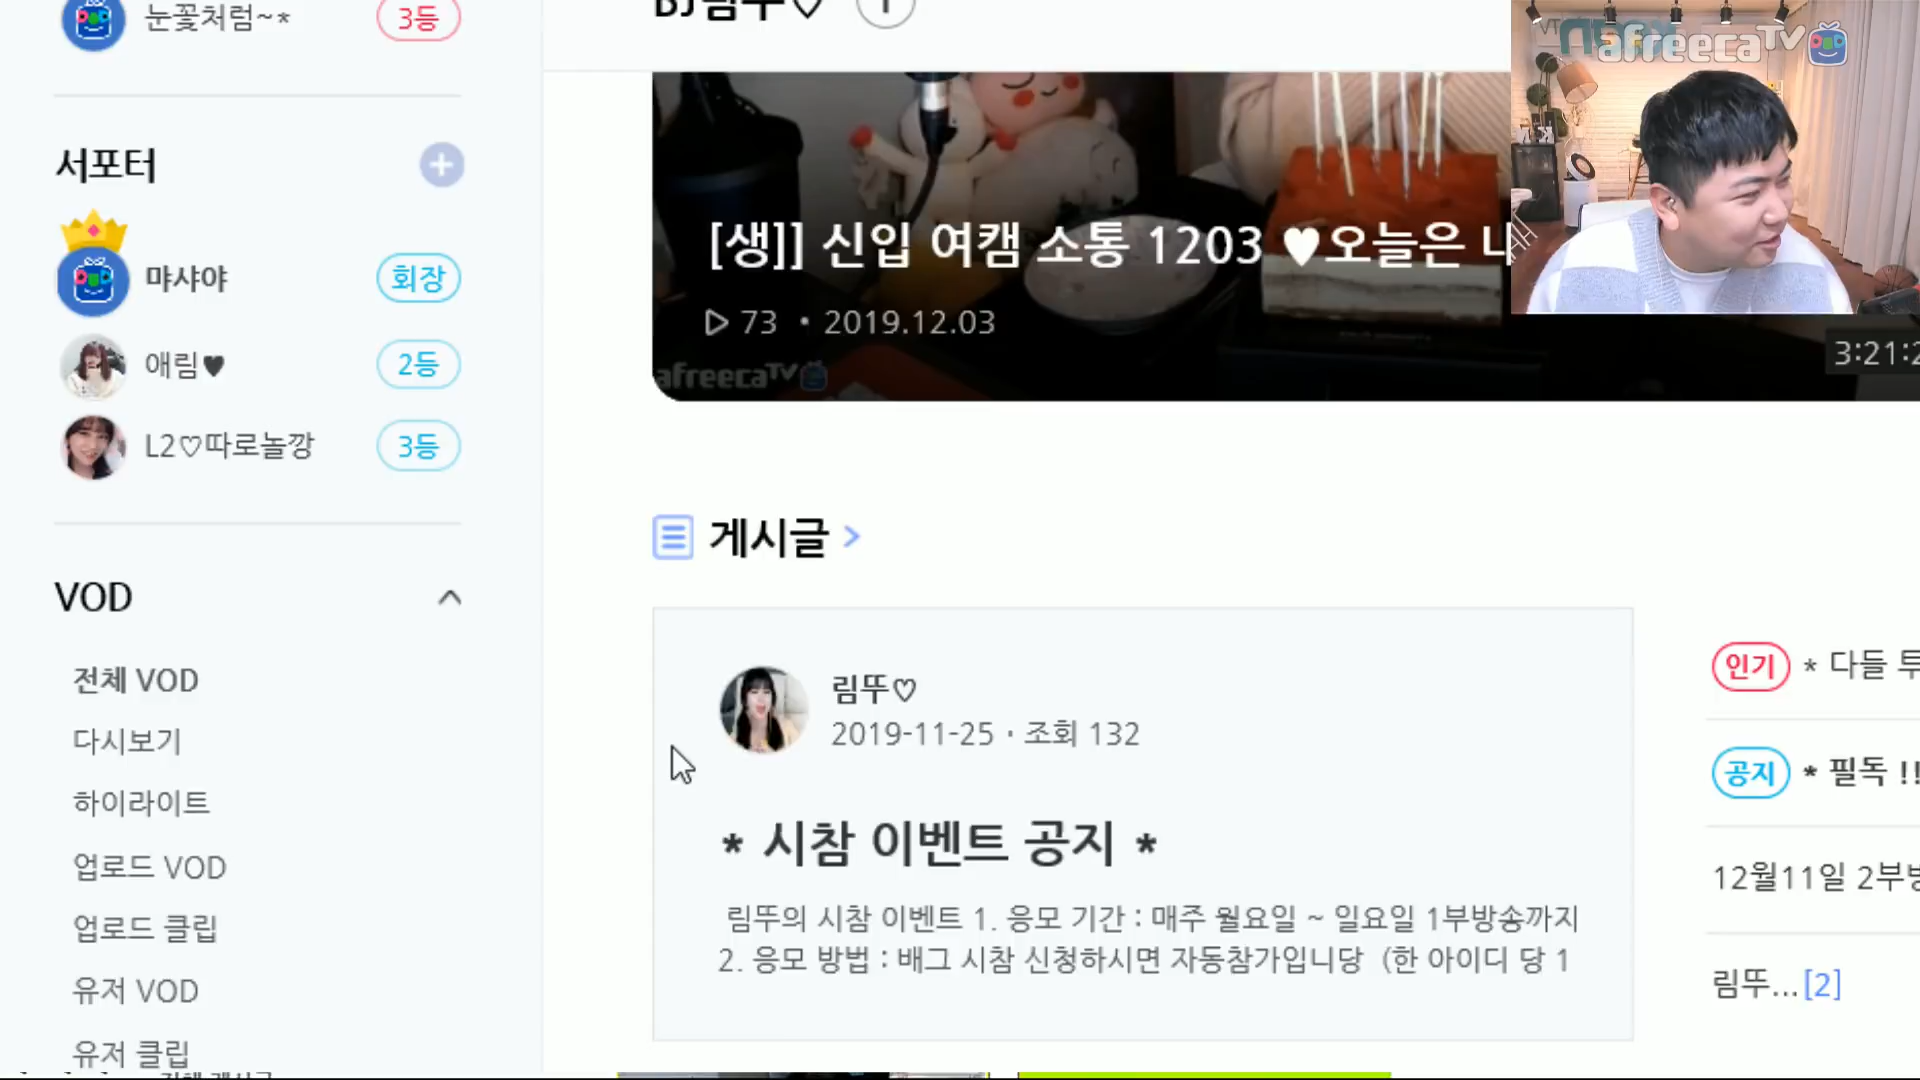 눈꽃처럼~*
3등
서포터
먀샤야
회장
애림♥
2등
L2♡따로놀깡
3등
VOD
전체 VOD
다시보기
하이라이트
업로드 VOD
업로드 클립
유저 VOD
유저 클립
BJ림뚜♡
[생]] 신입 여캠 소통 1203 ♥오늘은
73 • 2019.12.03
afreecaTV
afreecaTV
3:21:2
게시글 >
림뚜♡
2019-11-25 • 조회 132
* 시참 이벤트 공지 *
림뚜의 시참 이벤트 1. 응모 기간 : 매주 월요일 ~ 일요일 1부방송까지
2. 응모 방법 : 배그 시참 신청하시면 자동참가입니당 (한 아이디 당 1
인기 * 다들 투
공지 * 필독 !!
12월11일 2부방
림뚜...[2]